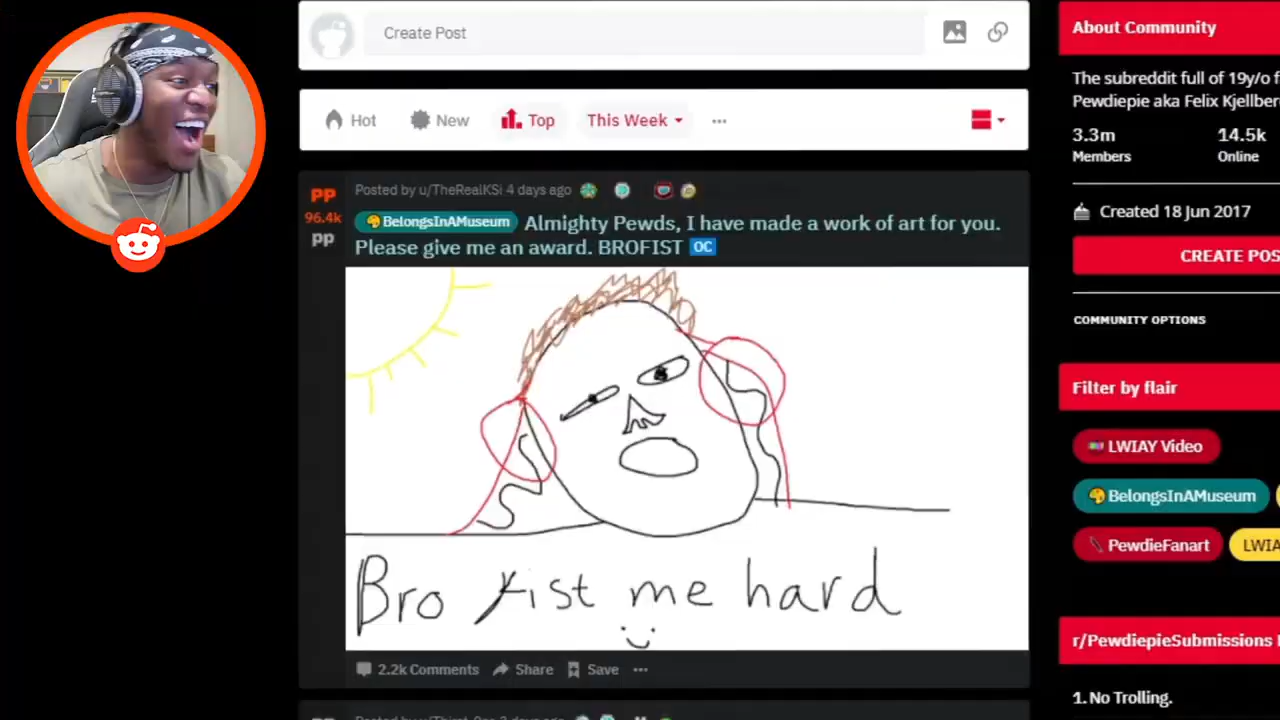 Create Post
About Community
The subreddit full of 19y/o
Pewdiepie aka Felix Kjellber
3.3m
14.5k
Members
Online
Hot
New
Top
This Week
Created 18 Jun 2017
CREATE POS
COMMUNITY OPTIONS
Filter by flair
LWIAY Video
BelongsInAMuseum
PewdieFanart
LWIA
r/PewdiepieSubmissions
1. No Trolling.
PP
96.4k
PP
Posted by u/TheRealKSi 4 days ago
BelongsInAMuseum Almighty Pewds, I have made a work of art for you.
Please give me an award. BROFIST OC
Bro fist me hard
2.2k Comments
Share
Save